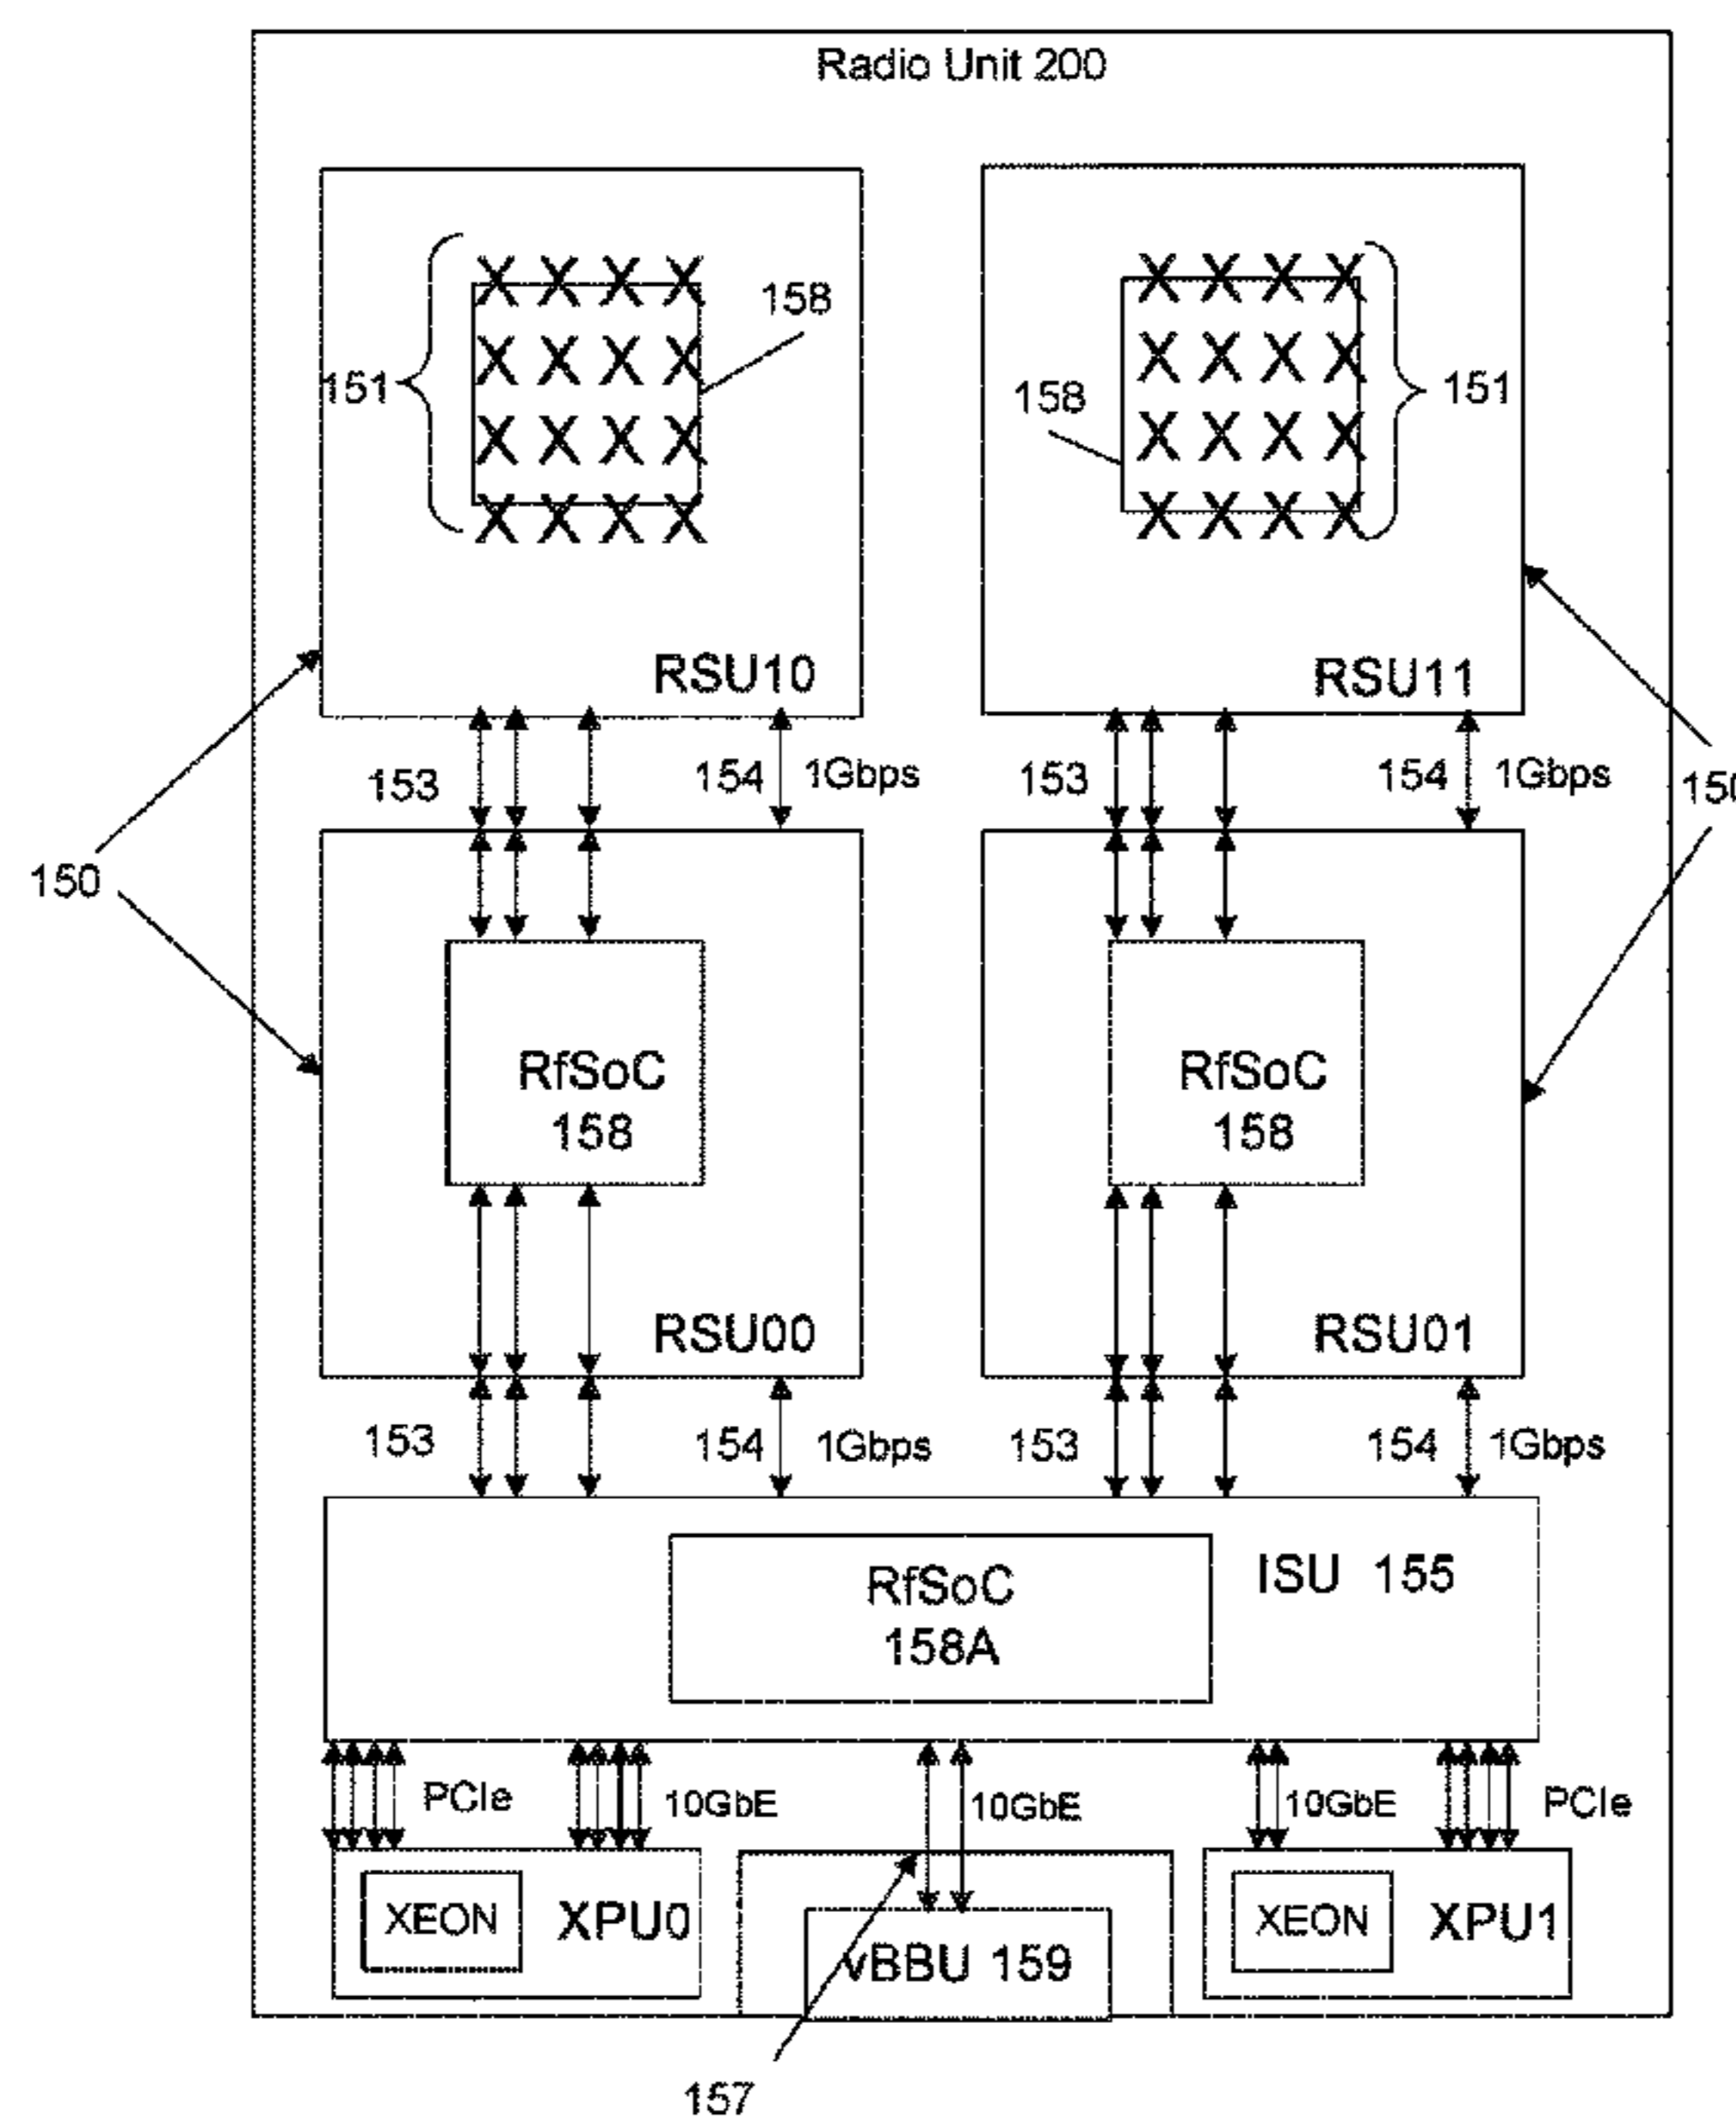 Radio Unit 200
158
151
158
151
RSU10
RSU11
153
154
1Gbps
153
154
1Gbps
150
150
RfSoC
158
RfSoC
158
RSU00
RSU01
153
154
1Gbps
153
154
1Gbps
RfSoC
158A
ISU 155
PCIe
10GbE
10GbE
10GbE
PCIe
XEON
XPU0
vBBU 159
XEON
XPU1
157